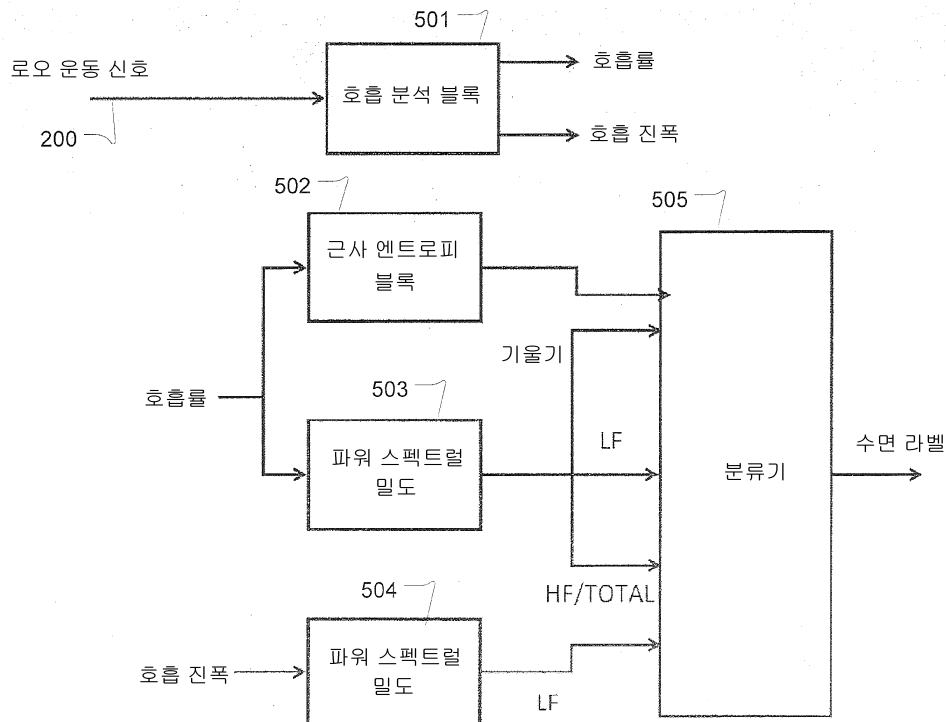 501
로오 운동 신호
호흡률
호흡 분석 블록
200
호흡 진폭
502
505
근사 엔트로피
블록
기울기
503
호흡률
LF
수면 라벨
파워 스펙트럴
밀도
분류기
504
HF/TOTAL
파워 스펙트럴
밀도
호흡 진폭
LF